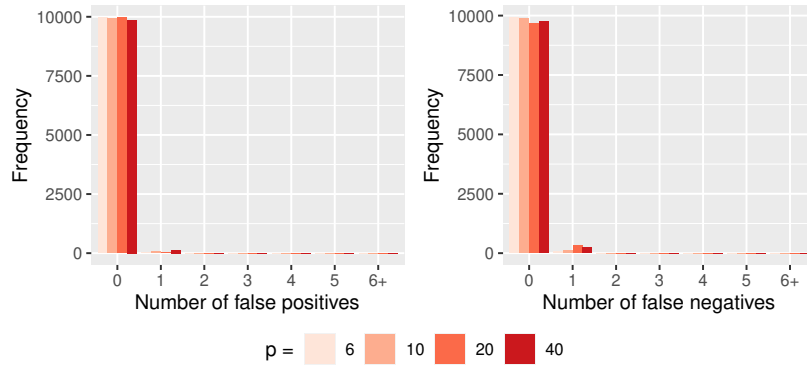 10000
7500
5000
2500
0
Frequency
0 1 2 3 4 5 6+
Number of false positives
10000
7500
5000
2500
0
Frequency
0 1 2 3 4 5 6+
Number of false negatives
p = 6 10 20 40